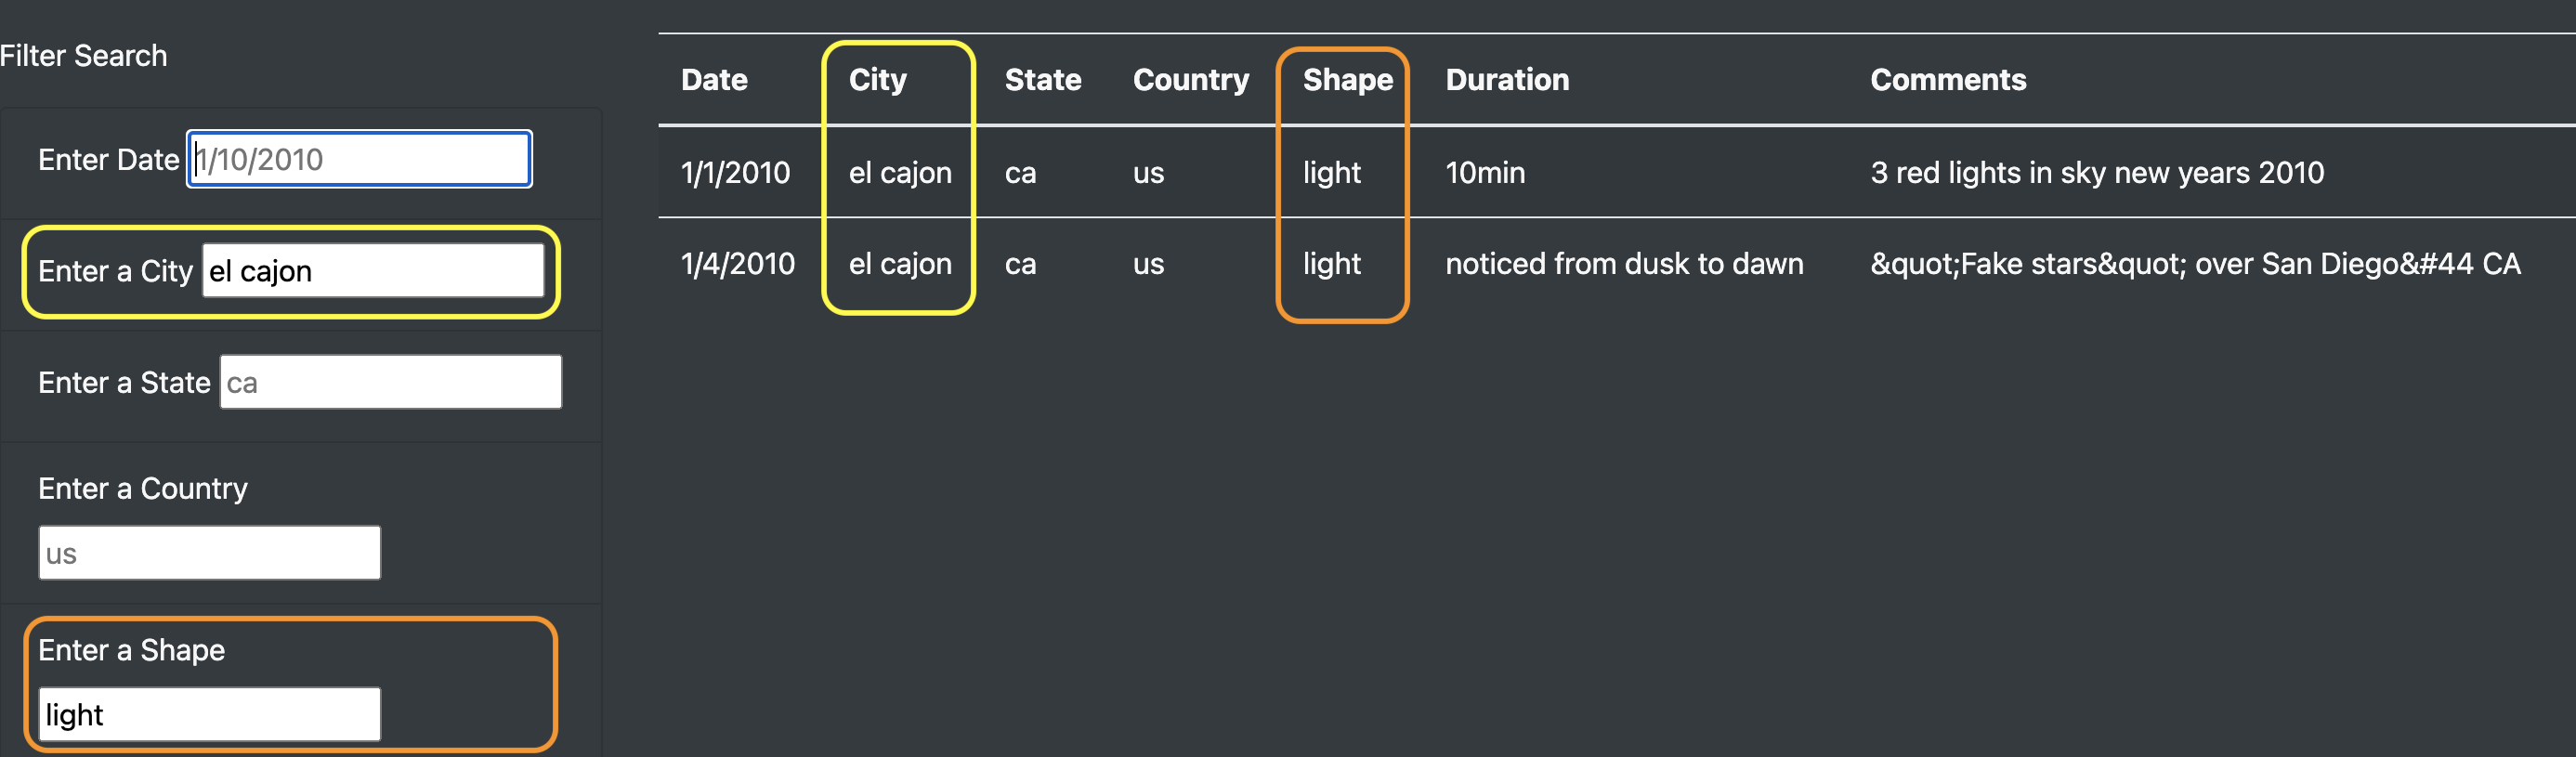 Filter Search
Enter Date 1/10/2010
Enter a City el cajon
Enter a State ca
Enter a Country
us
Enter a Shape
light
Date City State Country Shape Duration Comments
1/1/2010 el cajon ca us light 10min 3 red lights in sky new years 2010
1/4/2010 el cajon ca us light noticed from dusk to dawn &quot;Fake stars&quot; over San Diego&#44 CA